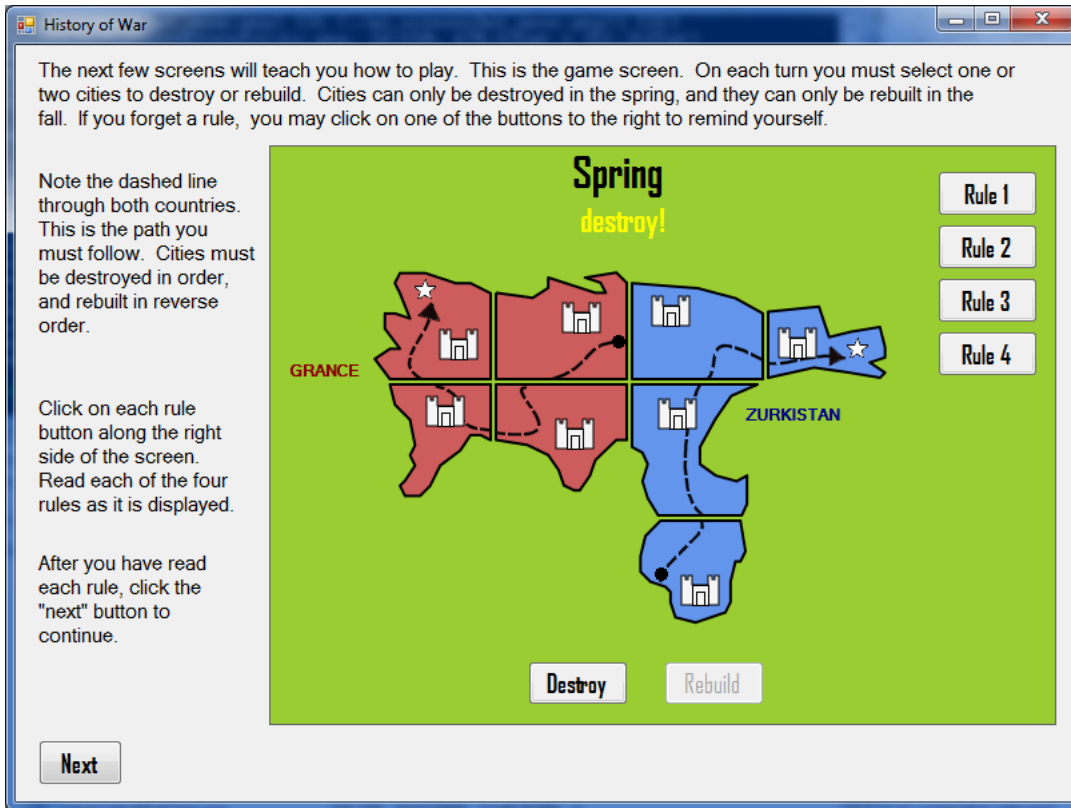 History of War
The next few screens will teach you how to play. This is the game screen. On each turn you must select one or
two cities to destroy or rebuild. Cities can only be destroyed in the spring, and they can only be rebuilt in the
fall. If you forget a rule, you may click on one of the buttons to the right to remind yourself.
Note the dashed line
through both countries.
This is the path you
must follow. Cities must
be destroyed in order,
and rebuilt in reverse
order.
Click on each rule
button along the right
side of the screen.
Read each of the four
rules as it is displayed.
After you have read
each rule, click the
"next" button to
continue.
Spring
destroy!
Rule 1
Rule 2
Rule 3
Rule 4
GRANCE
ZURKISTAN
Destroy
Rebuild
Next